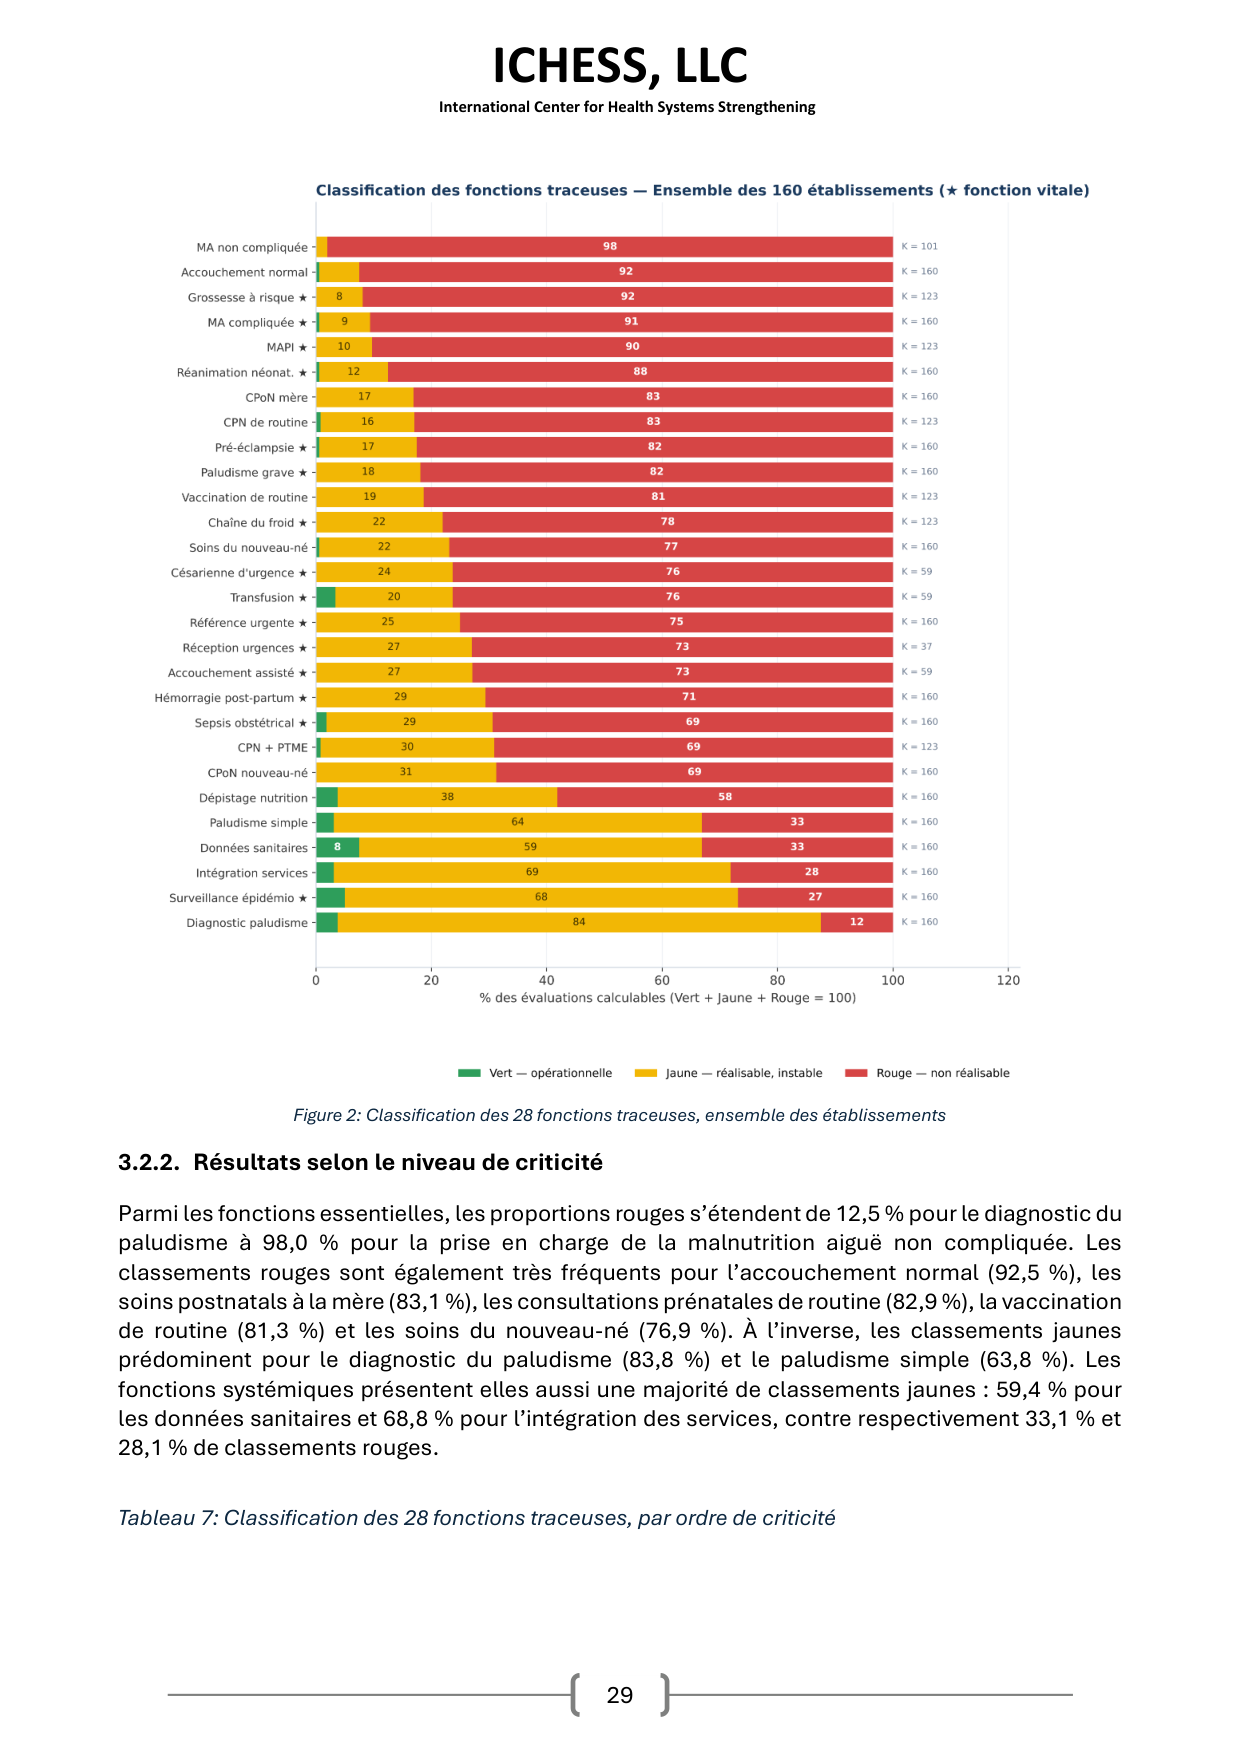 ICHESS, LLC
International Center for Health Systems Strengthening
Classification des fonctions traceuses — Ensemble des 160 établissements (★ fonction vitale)
MA non compliquée 98 K = 101
Accouchement normal 92 K = 160
Grossesse à risque ★ 8 92 K = 123
MA compliquée ★ 9 91 K = 160
MAPI ★ 10 90 K = 123
Réanimation néonat. ★ 12 88 K = 160
CPoN mère 17 83 K = 160
CPN de routine 16 83 K = 123
Pré-éclampsie ★ 17 82 K = 160
Paludisme grave ★ 18 82 K = 160
Vaccination de routine 19 81 K = 123
Chaîne du froid ★ 22 78 K = 123
Soins du nouveau-né 22 77 K = 160
Césarienne d'urgence ★ 24 76 K = 59
Transfusion ★ 20 76 K = 59
Référence urgente ★ 25 75 K = 160
Réception urgences ★ 27 73 K = 37
Accouchement assisté ★ 27 73 K = 59
Hémorragie post-partum ★ 29 71 K = 160
Sepsis obstétrical ★ 29 69 K = 160
CPN + PTME 30 69 K = 123
CPoN nouveau-né 31 69 K = 160
Dépistage nutrition 38 58 K = 160
Paludisme simple 64 33 K = 160
Données sanitaires 8 59 33 K = 160
Intégration services 69 28 K = 160
Surveillance épidémio ★ 68 27 K = 160
Diagnostic paludisme 84 12 K = 160
0 20 40 60 80 100 120
% des évaluations calculables (Vert + Jaune + Rouge = 100)
Vert — opérationnelle Jaune — réalisable, instable Rouge — non réalisable
Figure 2: Classification des 28 fonctions traceuses, ensemble des établissements
3.2.2. Résultats selon le niveau de criticité
Parmi les fonctions essentielles, les proportions rouges s’étendent de 12,5 % pour le diagnostic du
paludisme à 98,0 % pour la prise en charge de la malnutrition aiguë non compliquée. Les
classements rouges sont également très fréquents pour l’accouchement normal (92,5 %), les
soins postnatals à la mère (83,1 %), les consultations prénatales de routine (82,9 %), la vaccination
de routine (81,3 %) et les soins du nouveau-né (76,9 %). À l’inverse, les classements jaunes
prédominent pour le diagnostic du paludisme (83,8 %) et le paludisme simple (63,8 %). Les
fonctions systémiques présentent elles aussi une majorité de classements jaunes : 59,4 % pour
les données sanitaires et 68,8 % pour l’intégration des services, contre respectivement 33,1 % et
28,1 % de classements rouges.
Tableau 7: Classification des 28 fonctions traceuses, par ordre de criticité
29